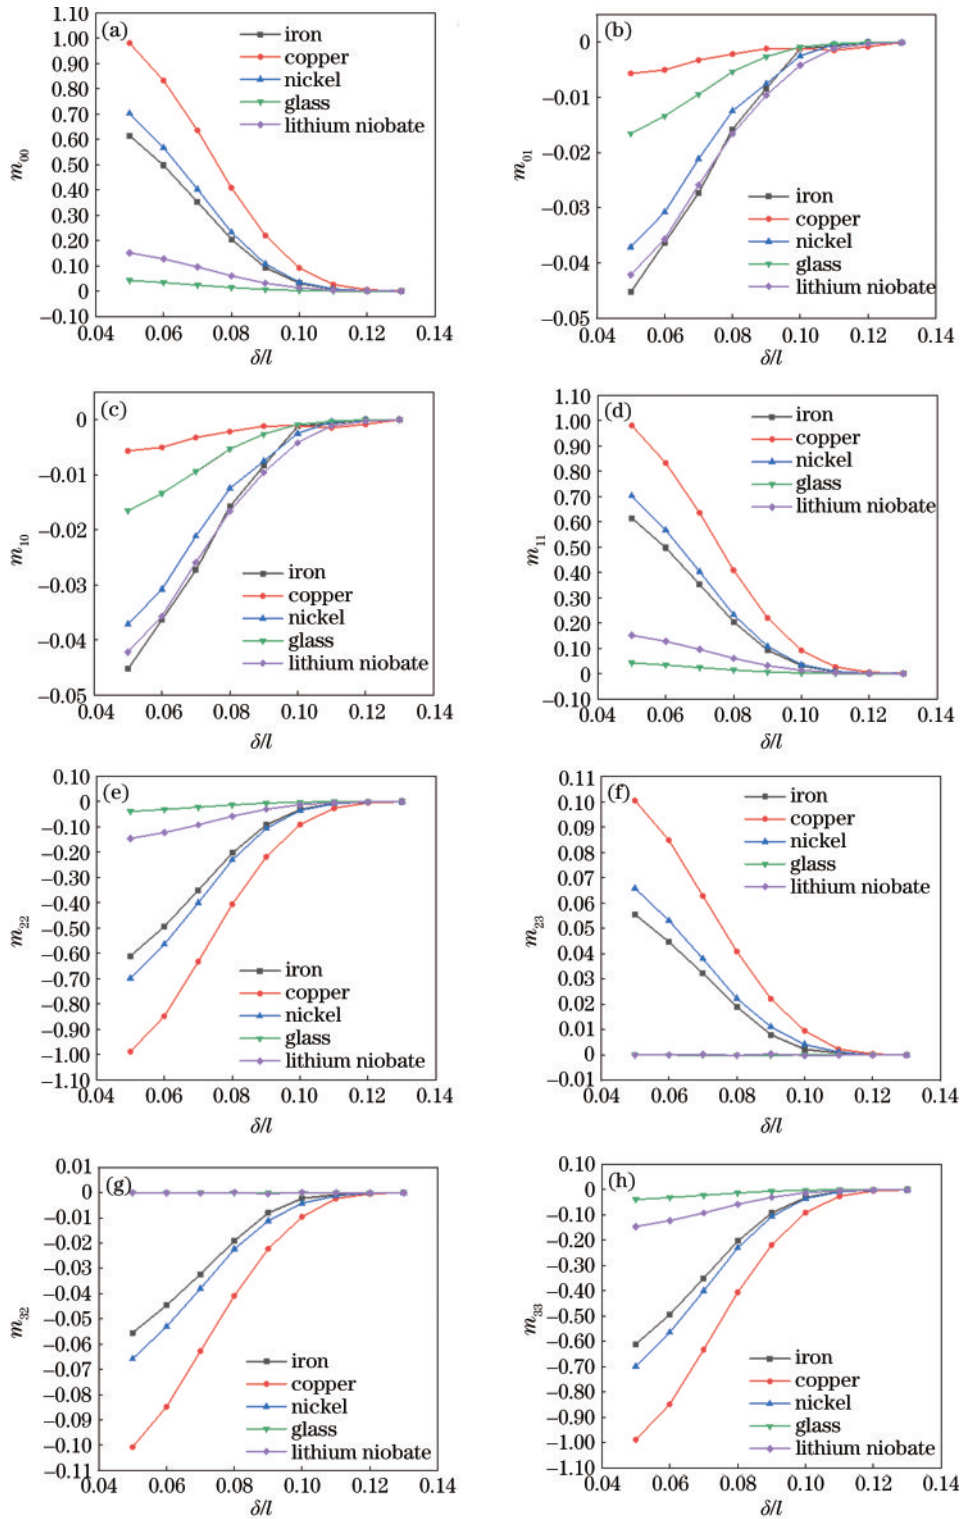 (a)
1.10
1.00
0.90
0.80
0.70
0.60
0.50
0.40
0.30
0.20
0.10
0
−0.10
m00
iron
copper
nickel
glass
lithium niobate
0.04 0.06 0.08 0.10 0.12 0.14
δ/l
(b)
0
−0.01
−0.02
−0.03
−0.04
−0.05
m01
iron
copper
nickel
glass
lithium niobate
0.04 0.06 0.08 0.10 0.12 0.14
δ/l
(c)
0
−0.01
−0.02
−0.03
−0.04
−0.05
m10
iron
copper
nickel
glass
lithium niobate
0.04 0.06 0.08 0.10 0.12 0.14
δ/l
(d)
1.10
1.00
0.90
0.80
0.70
0.60
0.50
0.40
0.30
0.20
0.10
0
−0.10
m11
iron
copper
nickel
glass
lithium niobate
0.04 0.06 0.08 0.10 0.12 0.14
δ/l
(e)
0.10
0
−0.10
−0.20
−0.30
−0.40
−0.50
−0.60
−0.70
−0.80
−0.90
−1.00
−1.10
m22
iron
copper
nickel
glass
lithium niobate
0.04 0.06 0.08 0.10 0.12 0.14
δ/l
(f)
0.11
0.10
0.09
0.08
0.07
0.06
0.05
0.04
0.03
0.02
0.01
0
−0.01
m23
iron
copper
nickel
glass
lithium niobate
0.04 0.06 0.08 0.10 0.12 0.14
δ/l
(g)
0.01
0
−0.01
−0.02
−0.03
−0.04
−0.05
−0.06
−0.07
−0.08
−0.09
−0.10
−0.11
m32
iron
copper
nickel
glass
lithium niobate
0.04 0.06 0.08 0.10 0.12 0.14
δ/l
(h)
0.10
0
−0.10
−0.20
−0.30
−0.40
−0.50
−0.60
−0.70
−0.80
−0.90
−1.00
−1.10
m33
iron
copper
nickel
glass
lithium niobate
0.04 0.06 0.08 0.10 0.12 0.14
δ/l